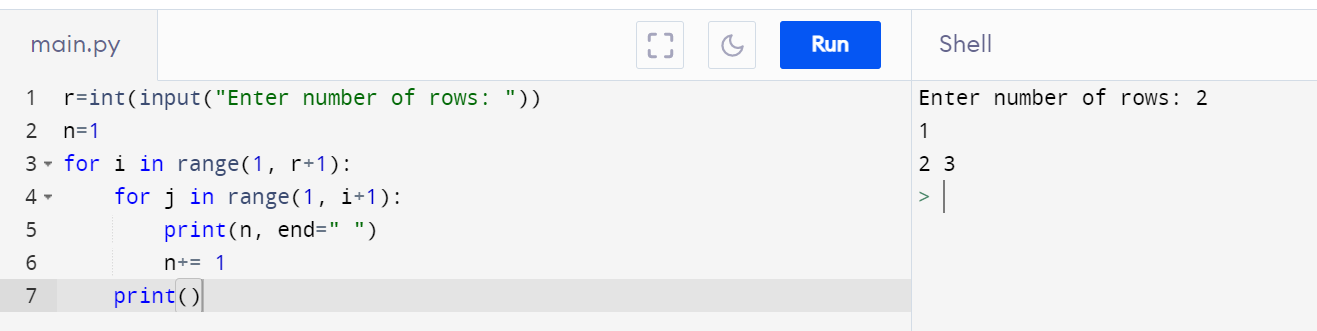 main.py Run Shell
1 r=int(input("Enter number of rows: "))
2 n=1
3 for i in range(1, r+1):
4     for j in range(1, i+1):
5         print(n, end=" ")
6         n+= 1
7     print()
Enter number of rows: 2
1
2 3
>